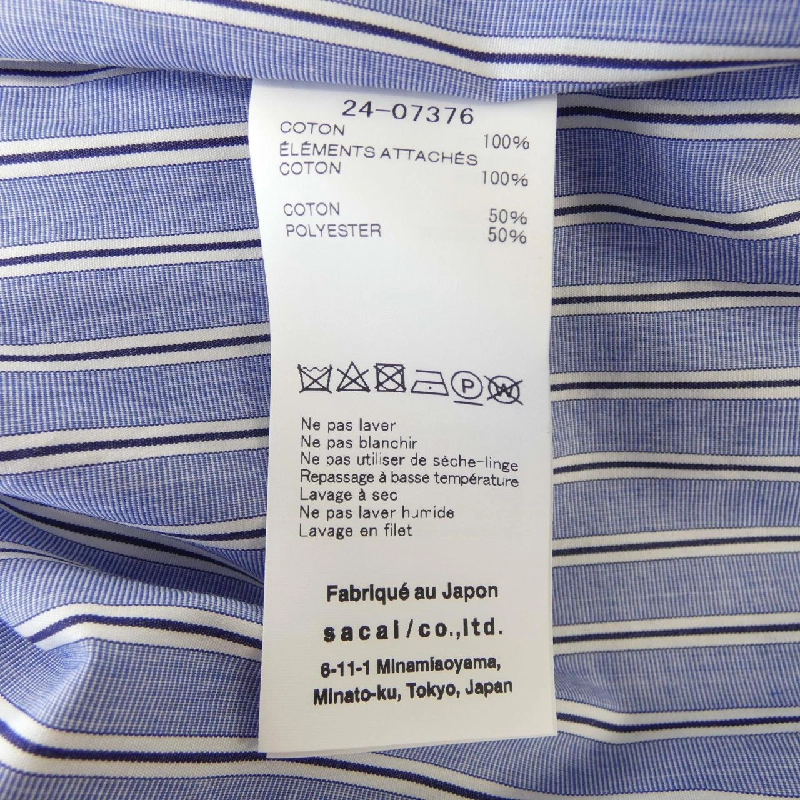 24-07376
COTON 100%
ÉLÉMENTS ATTACHÉS
COTON 100%
COTON 50%
POLYESTER 50%
P W
Ne pas laver
Ne pas blanchir
Ne pas utiliser de sèche-linge
Repassage à basse température
Lavage à sec
Ne pas laver humide
Lavage en filet
Fabriqué au Japon
sacai/co.,ltd.
6-11-1 Minamiaoyama,
Minato-ku, Tokyo, Japan